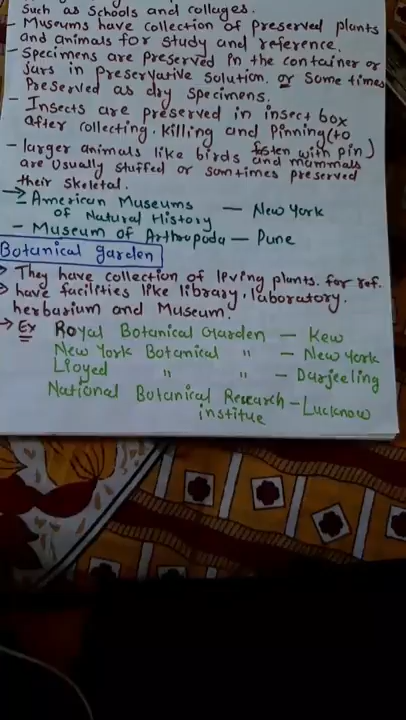 such as schools and collages.
- Museums have collection of preserved plants
and animals for study and reference.
- Specimens are preserved in the container or
jars in preservative solution. or some times
preserved as dry specimens.
- Insects are preserved in insect box
after collecting. killing and pinning (to
fasten with pin)
- larger animals like birds and mammals
are usually stuffed or somtimes preserved
their skeletal.
→ - American Museums
of Natural History — New York
- Museum of Arthropoda — Pune
Botanical garden
> They have collection of leving plants. for ref.
> have facilities like library, laboratory.
herbarium and Museum.
→ Ex Royal Botanical Garden — Kew
New York Botanical " — New York
Lloyed " " — Darjeeling
National Botanical Research — Lucknow
institue